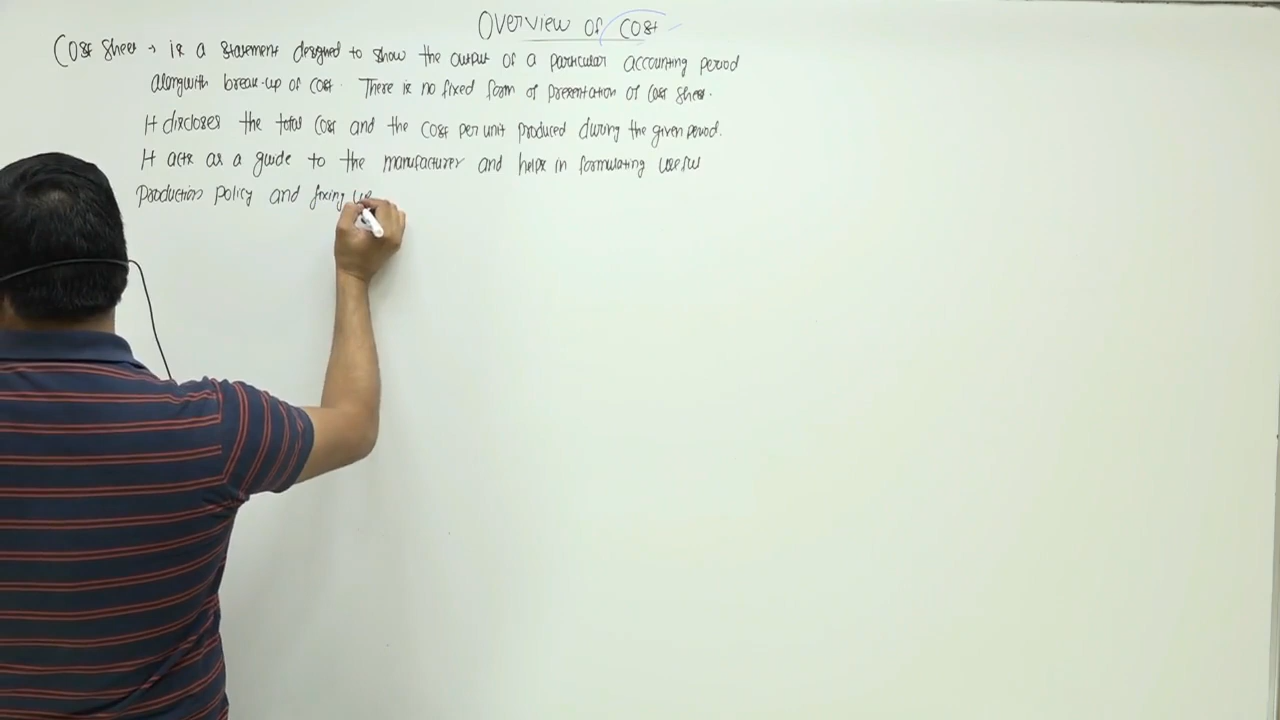 Overview of Cost
Cost sheet → is a statement designed to show the output of a particular accounting period
alongwith break-up of cost. There is no fixed form of presentation of cost sheet.
It discloses the total cost and the cost per unit produced during the given period.
It acts as a guide to the manufacturer and helps in formulating useful
production policy and fixing up